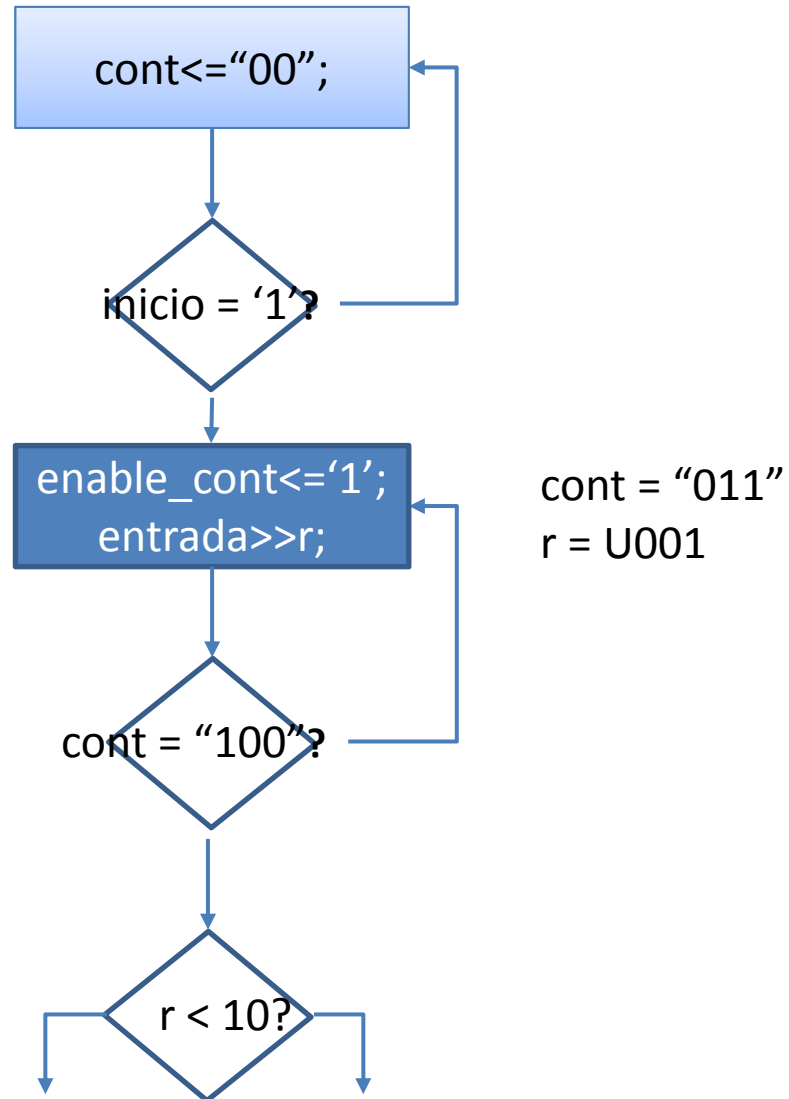 cont<=“00”;
inicio = ‘1’?
enable_cont<=‘1’;
entrada>>r;
cont = “011”
r = U001
cont = “100”?
r < 10?